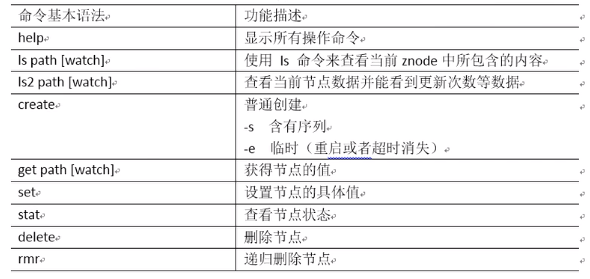 命令基本语法 功能描述
help 显示所有操作命令
ls path [watch] 使用 ls 命令来查看当前 znode 中所包含的内容
ls2 path [watch] 查看当前节点数据并能看到更新次数等数据
create 普通创建
-s 含有序列
-e 临时（重启或者超时消失）
get path [watch] 获得节点的值
set 设置节点的具体值
stat 查看节点状态
delete 删除节点
rmr 递归删除节点